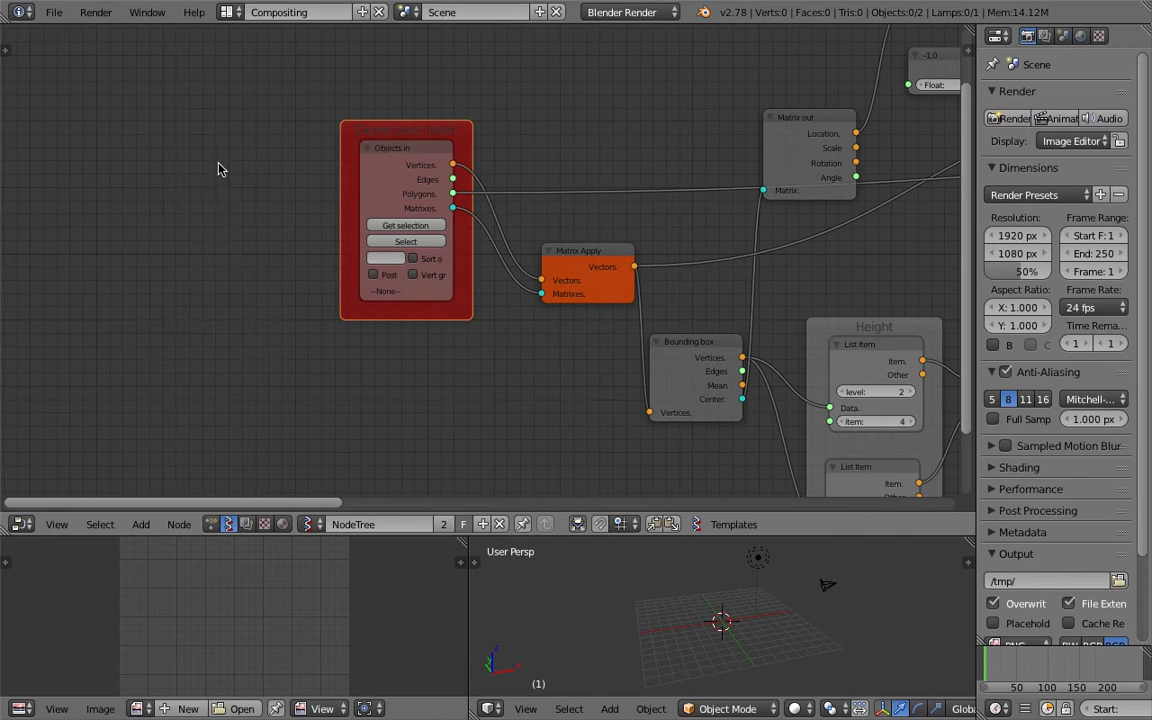 File Render Window Help Compositing Scene Blender Render v2.78 | Verts:0 | Faces:0 | Tris:0 | Objects:0/2 | Lamps:0/1 | Mem:14.12M
Objects in
Vertices.
Edges
Polygons.
Matrixes.
Get selection
Select
Sort o
Post Vert gr
--None--
Matrix Apply
Vectors.
Vectors.
Matrixes.
Bounding box
Vertices.
Edges
Mean
Center.
Vertices.
Matrix out
Location.
Scale
Rotation
Angle
Matrix.
-1.0
Float:
Height
List Item
Item.
Other
level: 2
Data.
Item: 4
List Item
Item.
View Select Add Node NodeTree 2 F Templates
User Persp
(1)
View Image New Open View
View Select Add Object Object Mode Globa
Scene
Render
Render Animat Audio
Display: Image Editor
Dimensions
Render Presets
Resolution: Frame Range:
1920 px Start F: 1
1080 px End: 250
50% Frame: 1
Aspect Ratio: Frame Rate:
X: 1.000 24 fps
Y: 1.000 Time Rema...
B C 1 1
Anti-Aliasing
5 8 11 16 Mitchell-...
Full Samp 1.000 px
Sampled Motion Blur
Shading
Performance
Post Processing
Metadata
Output
/tmp/
Overwrit File Exten
Placehold Cache Re
50 100 150 200
Start: